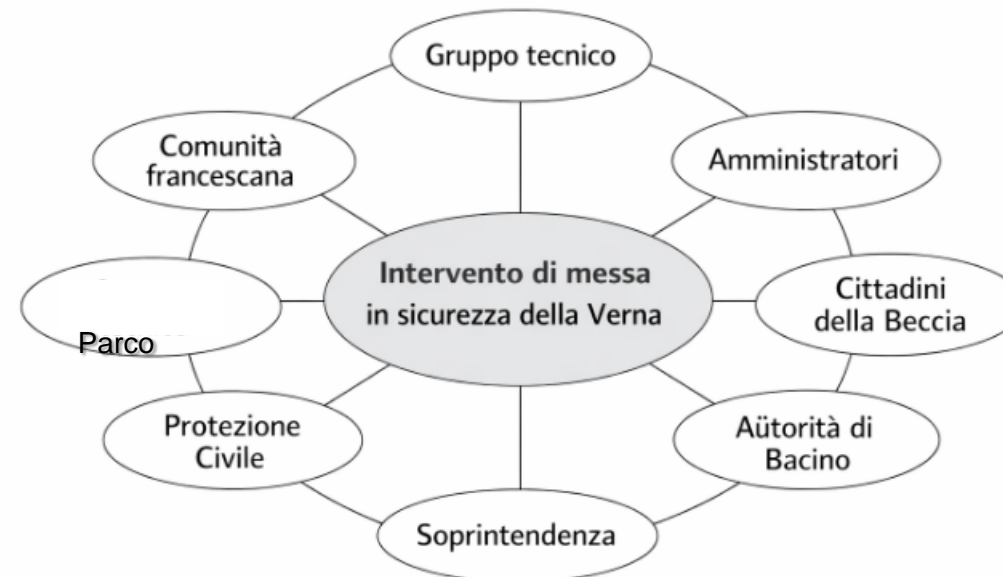 Gruppo tecnico
Comunità
francescana
Amministratori
Intervento di messa
in sicurezza della Verna
Cittadini
della Beccia
Parco
Protezione
Civile
Aütorità di
Bacino
Soprintendenza